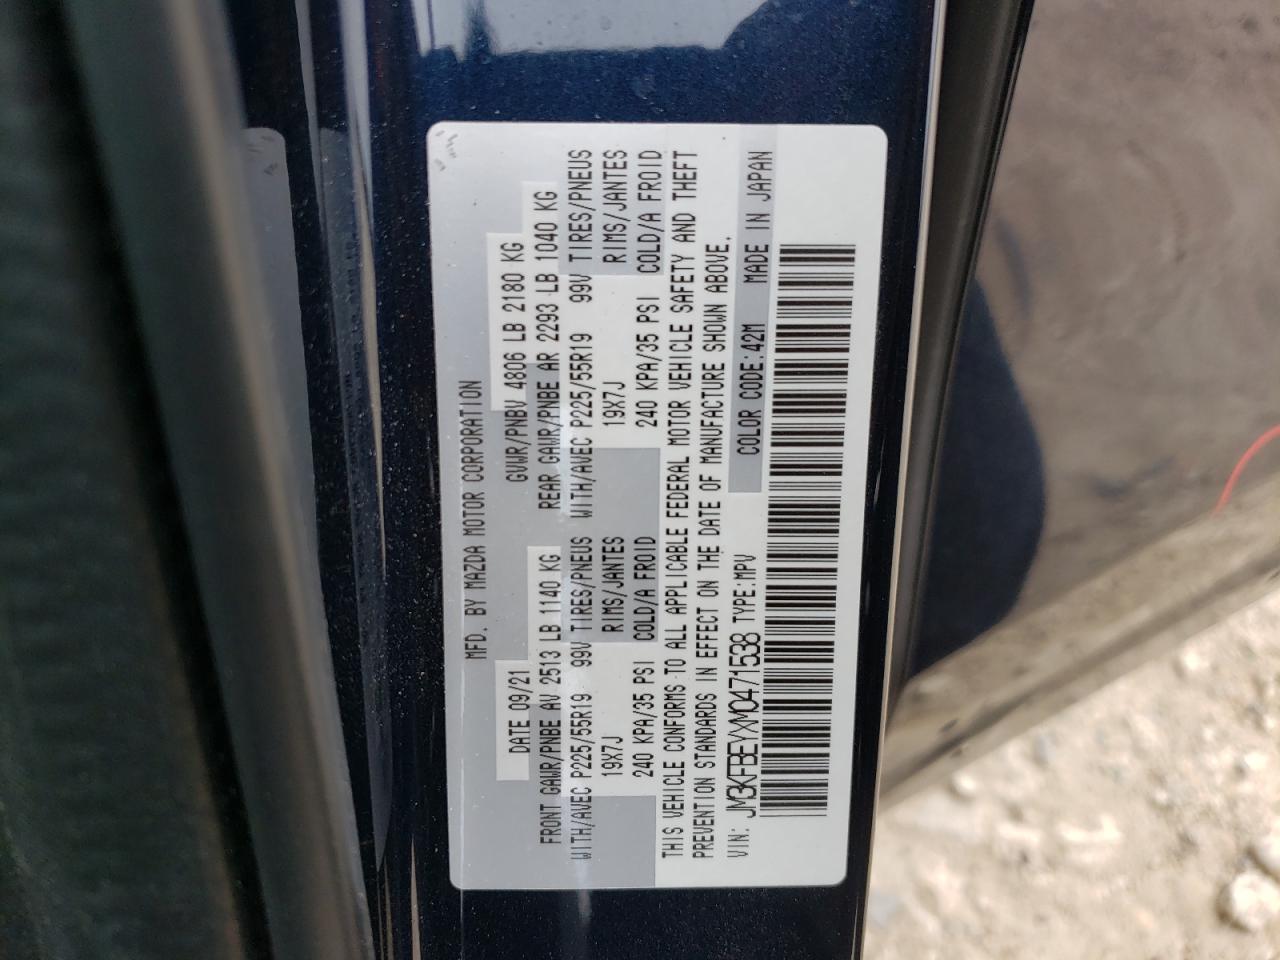 MFD. BY MAZDA MOTOR CORPORATION
DATE 09/21 GVWR/PNBV 4806 LB 2180 KG
FRONT GAWR/PNBE AV 2513 LB 1140 KG REAR GAWR/PNBE AR 2293 LB 1040 KG
WITH/AVEC P225/55R19 99V TIRES/PNEUS WITH/AVEC P225/55R19 99V TIRES/PNEUS
19X7J RIMS/JANTES 19X7J RIMS/JANTES
240 KPA/35 PSI COLD/A FROID 240 KPA/35 PSI COLD/A FROID
THIS VEHICLE CONFORMS TO ALL APPLICABLE FEDERAL MOTOR VEHICLE SAFETY AND THEFT
PREVENTION STANDARDS IN EFFECT ON THE DATE OF MANUFACTURE SHOWN ABOVE.
VIN: JM3KFBEYXM0471538 TYPE:MPV COLOR CODE:42M MADE IN JAPAN